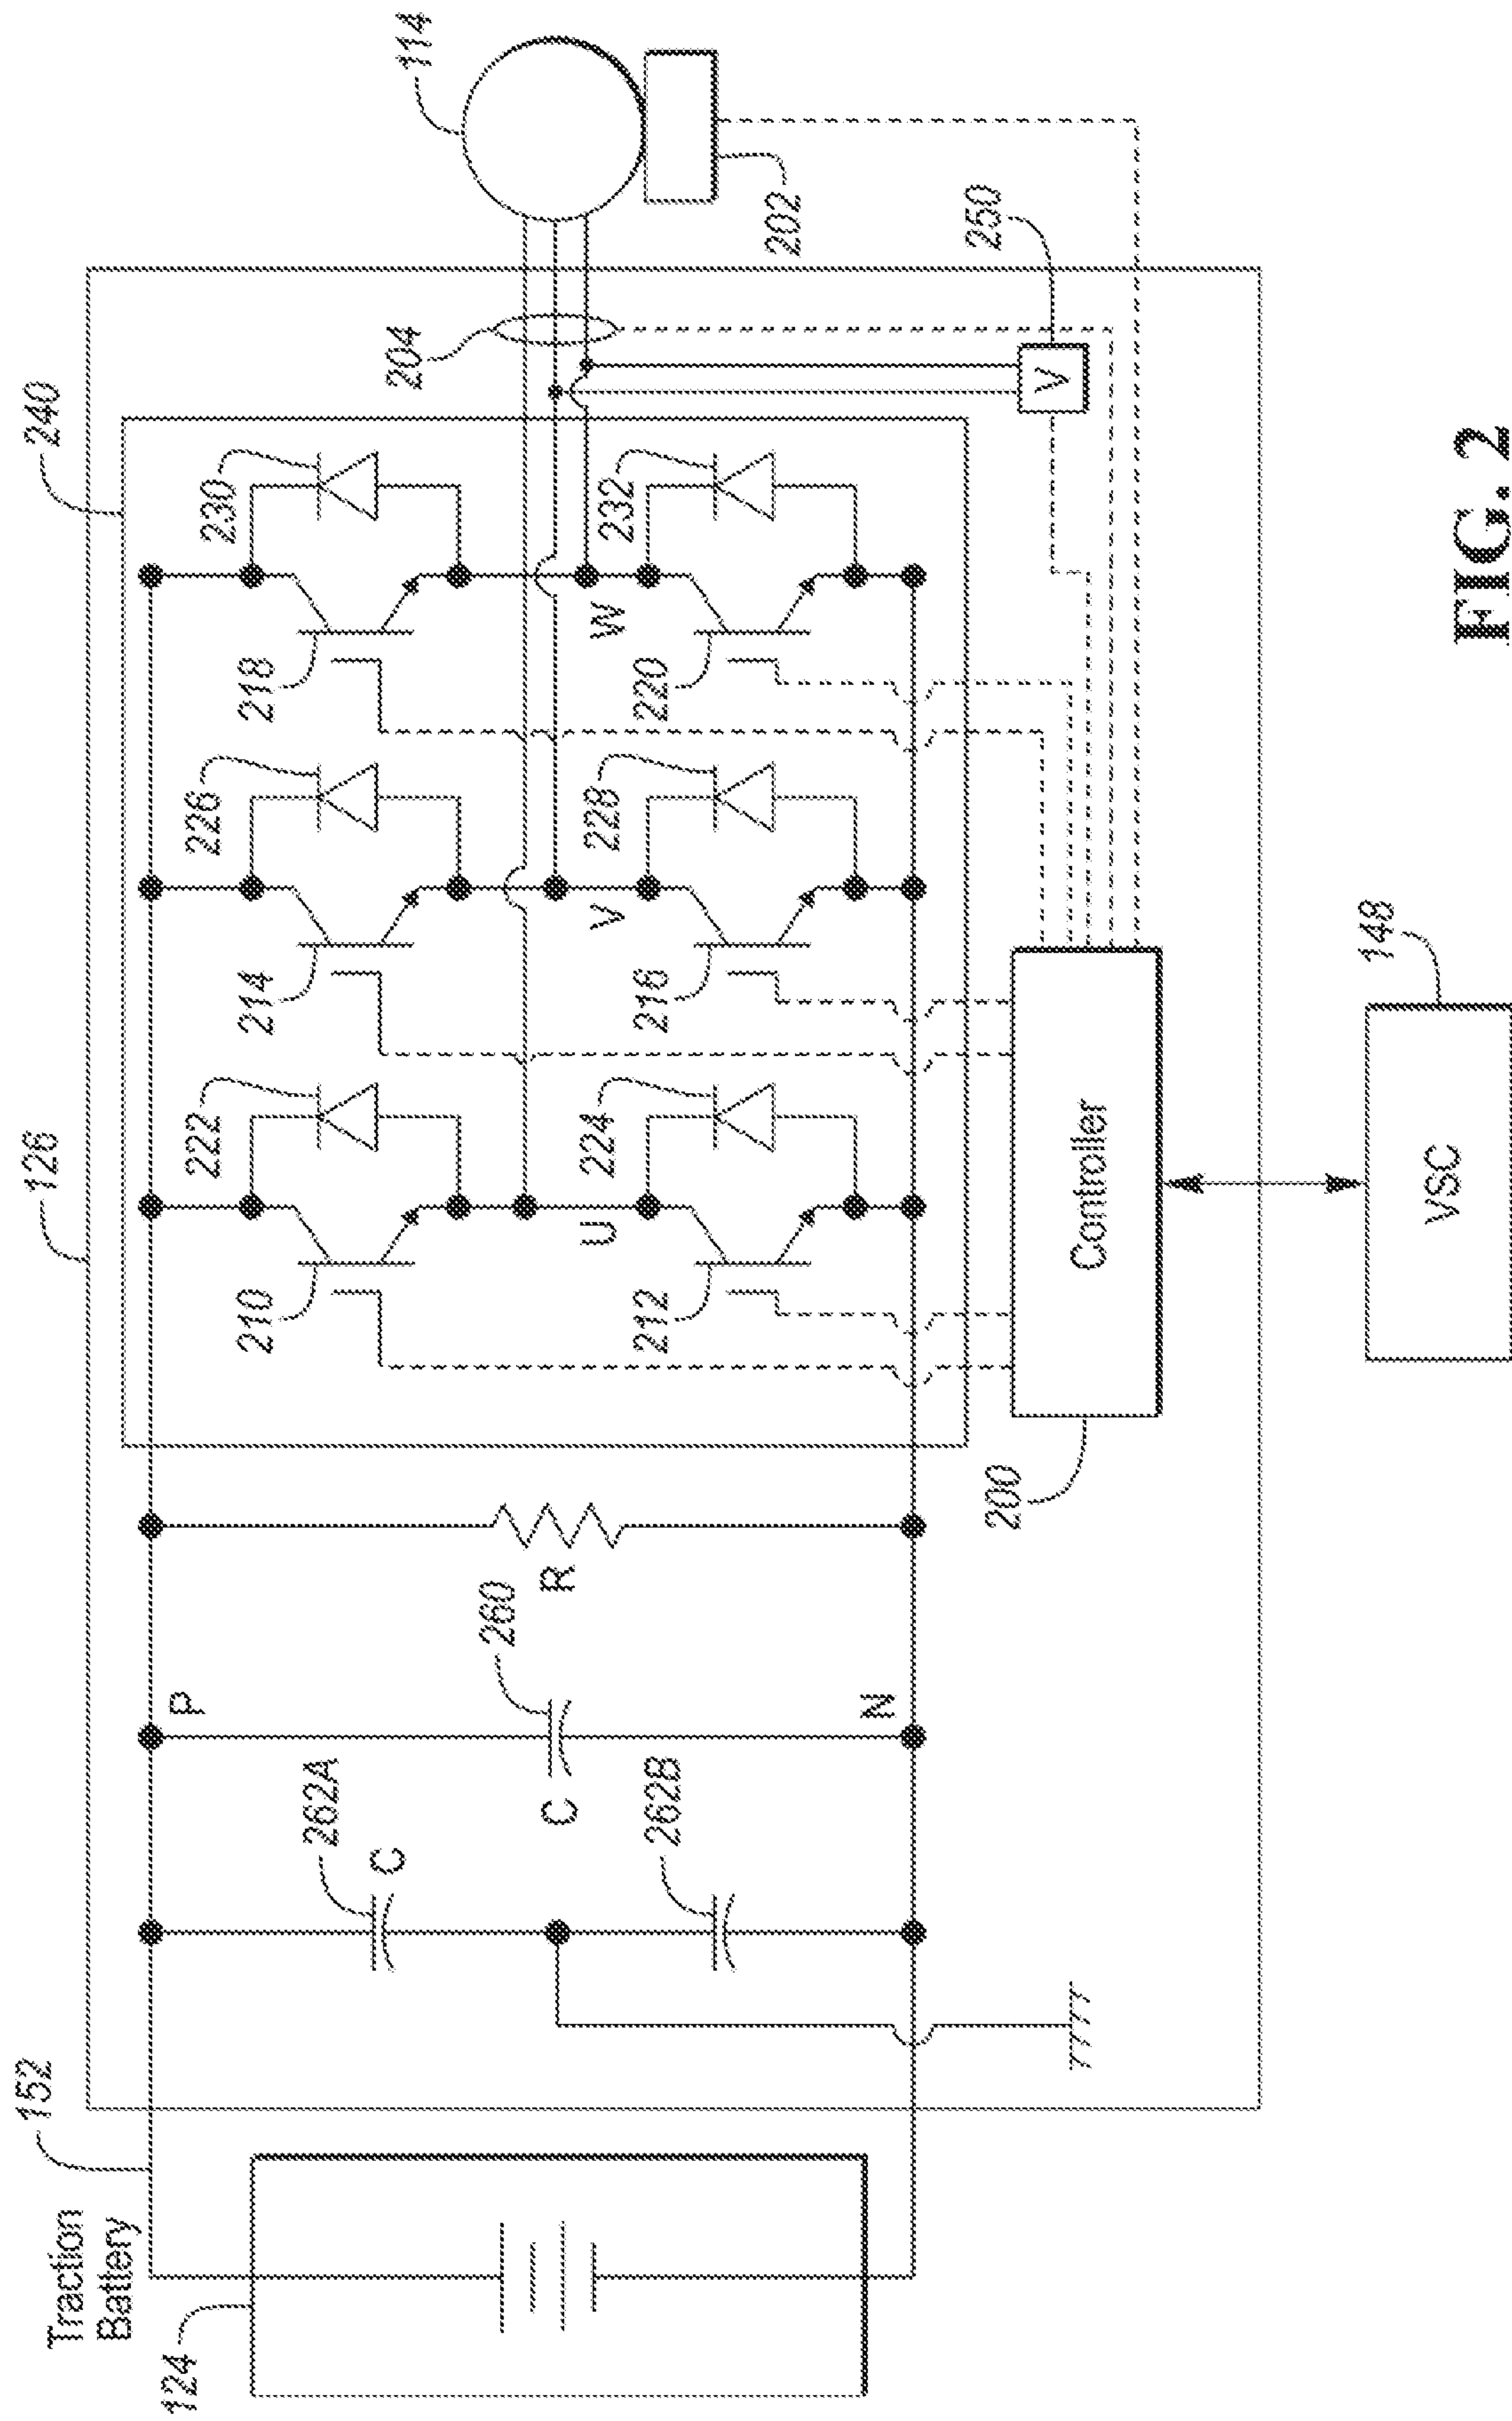 Traction
Battery
152
124
126
240
262A
C
262B
C
260
P
N
R
210
222
212
224
U
214
226
216
228
V
218
230
220
232
W
204
114
202
250
V
200
Controller
VSC
148
FIG. 2